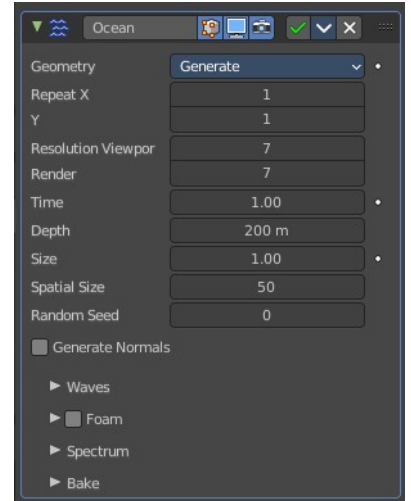 Ocean
Geometry Generate
Repeat X 1
Y 1
Resolution Viewpor 7
Render 7
Time 1.00
Depth 200 m
Size 1.00
Spatial Size 50
Random Seed 0
Generate Normals
Waves
Foam
Spectrum
Bake